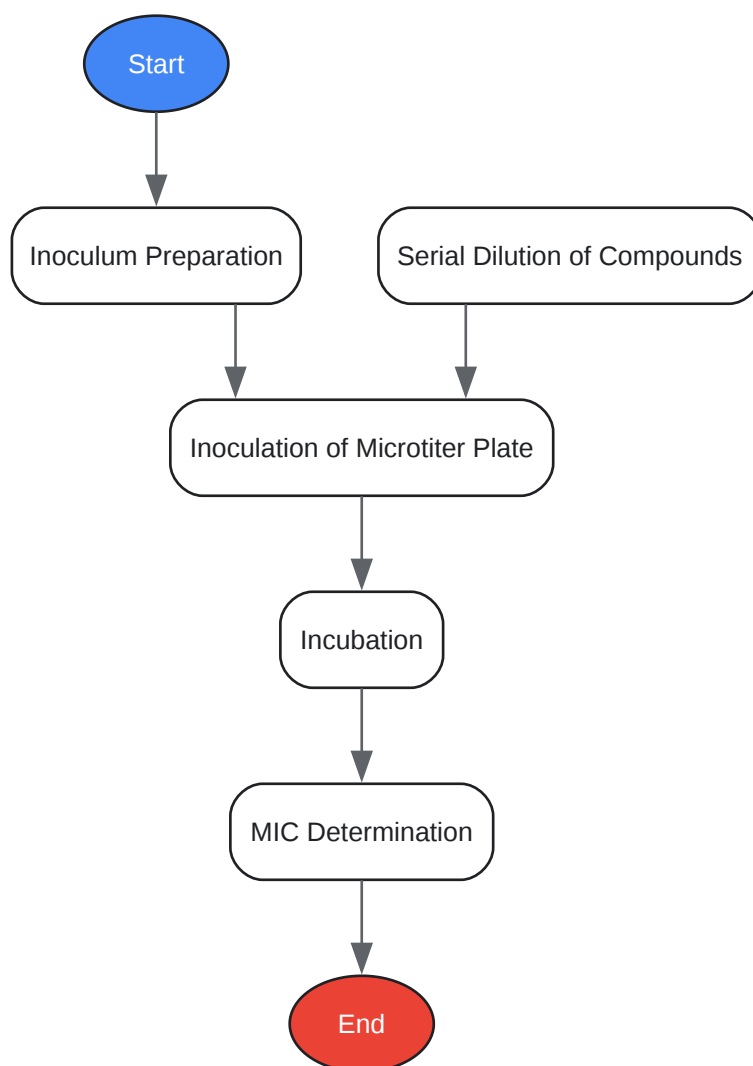 Start
Inoculum Preparation
Serial Dilution of Compounds
Inoculation of Microtiter Plate
Incubation
MIC Determination
End